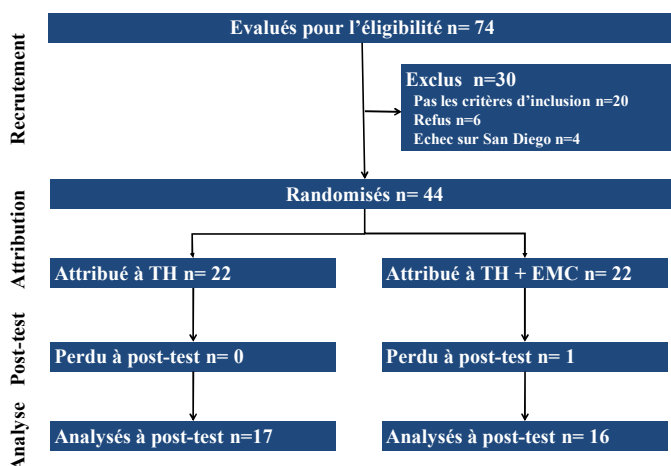 Recrutement
Evalués pour l'éligibilité n= 74
Exclus n=30
Pas les critères d'inclusion n=20
Refus n=6
Echec sur San Diego n=4
Attribution
Randomisés n= 44
Attribué à TH n= 22
Attribué à TH + EMC n= 22
Post-test
Perdu à post-test n= 0
Perdu à post-test n= 1
Analyse
Analysés à post-test n=17
Analysés à post-test n= 16